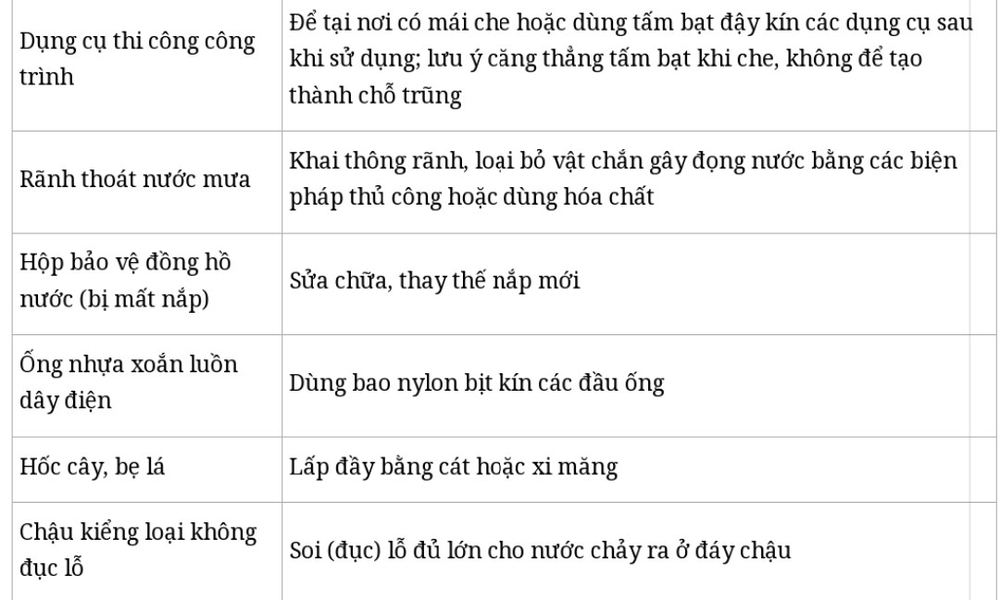 Dụng cụ thi công công
trình
Để tại nơi có mái che hoặc dùng tấm bạt đậy kín các dụng cụ sau
khi sử dụng; lưu ý căng thẳng tấm bạt khi che, không để tạo
thành chỗ trũng
Rãnh thoát nước mưa
Khai thông rãnh, loại bỏ vật chắn gây đọng nước bằng các biện
pháp thủ công hoặc dùng hóa chất
Hộp bảo vệ đồng hồ
nước (bị mất nắp)
Sửa chữa, thay thế nắp mới
Ống nhựa xoắn luồn
dây điện
Dùng bao nylon bịt kín các đầu ống
Hốc cây, bẹ lá
Lấp đầy bằng cát hoặc xi măng
Chậu kiểng loại không
đục lỗ
Soi (đục) lỗ đủ lớn cho nước chảy ra ở đáy chậu